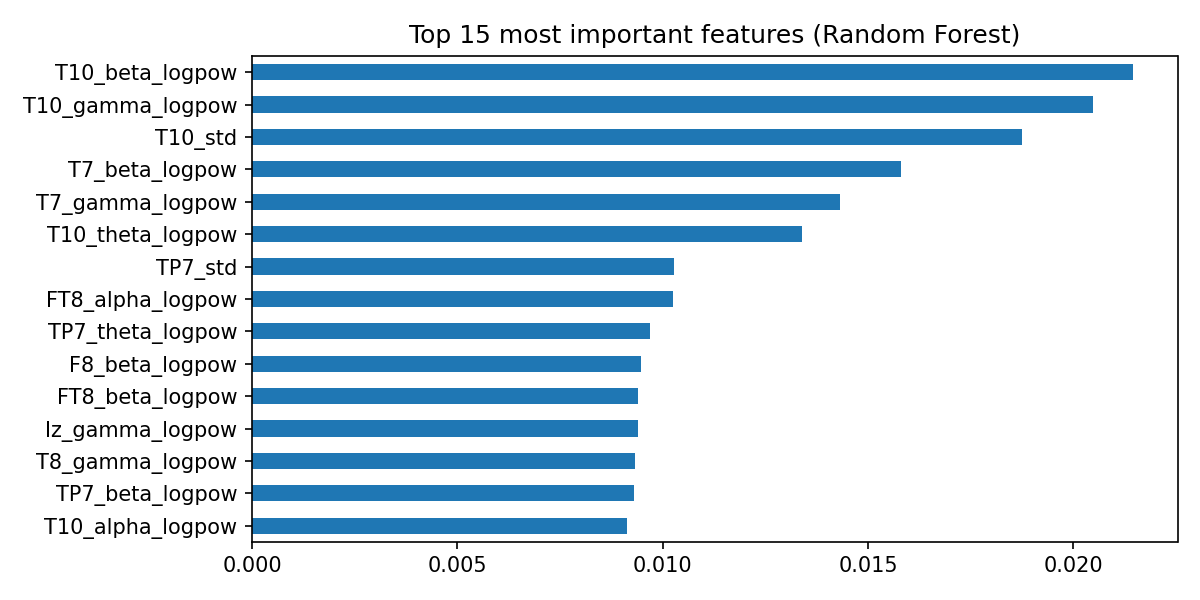 Top 15 most important features (Random Forest)
T10_beta_logpow
T10_gamma_logpow
T10_std
T7_beta_logpow
T7_gamma_logpow
T10_theta_logpow
TP7_std
FT8_alpha_logpow
TP7_theta_logpow
F8_beta_logpow
FT8_beta_logpow
Iz_gamma_logpow
T8_gamma_logpow
TP7_beta_logpow
T10_alpha_logpow
0.000 0.005 0.010 0.015 0.020